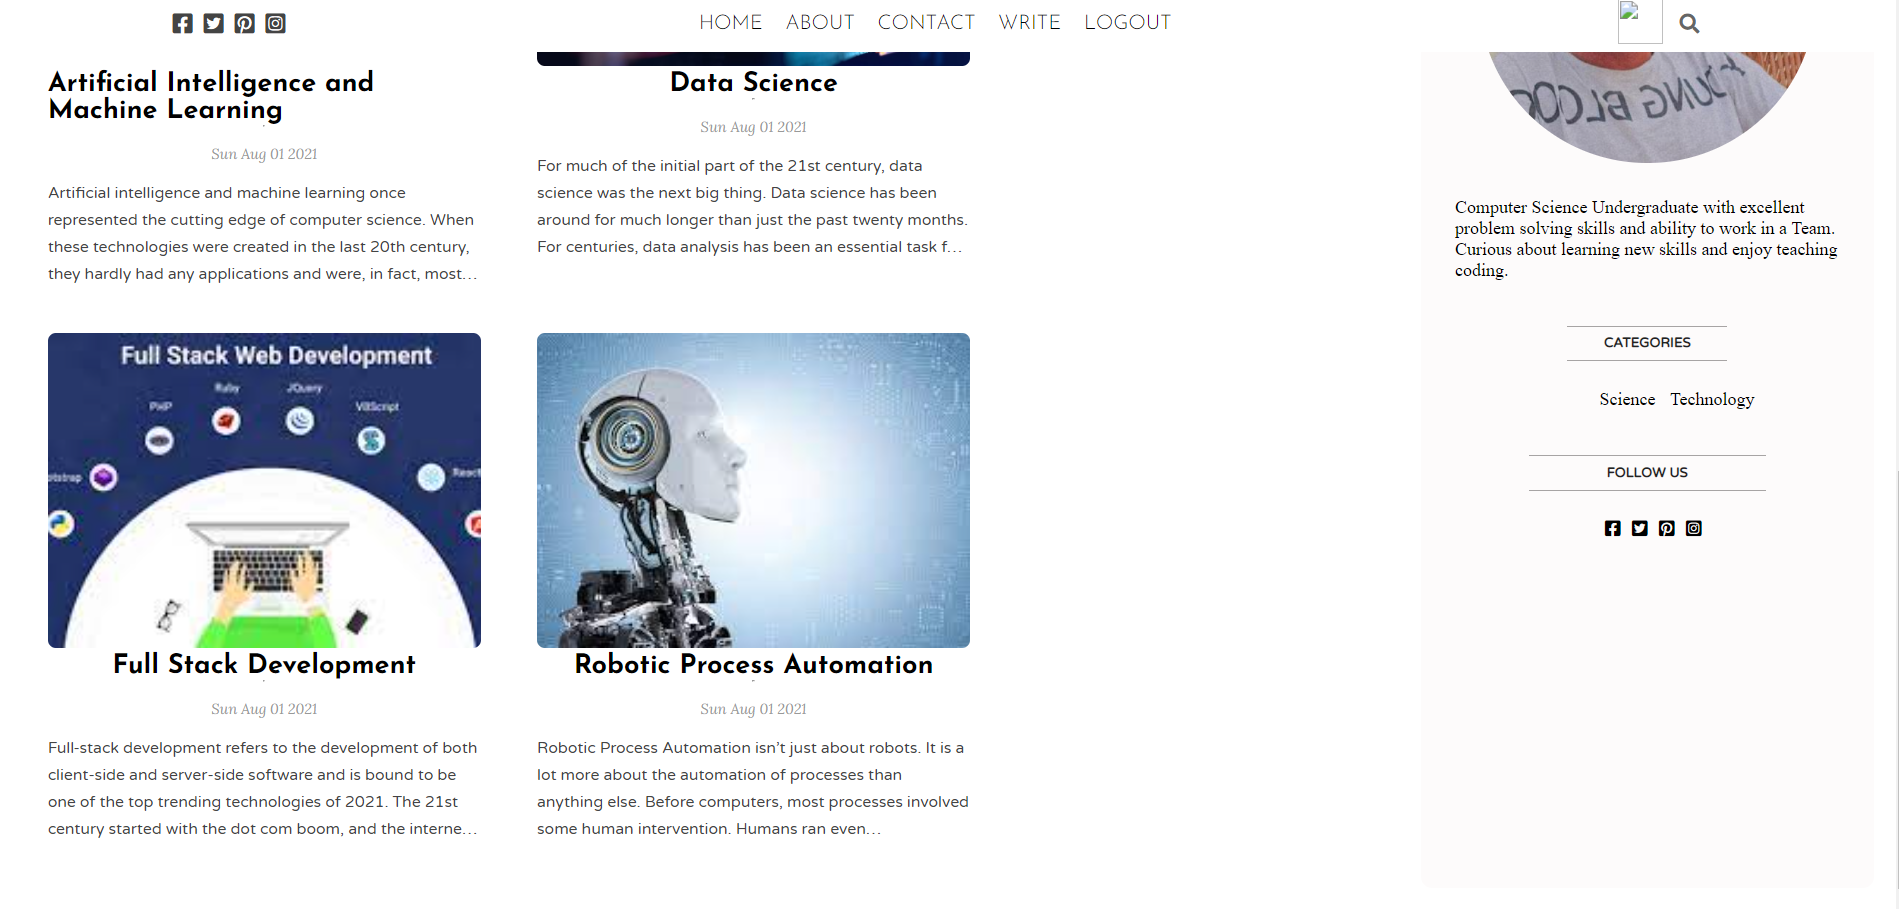 HOME ABOUT CONTACT WRITE LOGOUT
Artificial Intelligence and
Machine Learning
Sun Aug 01 2021
Artificial intelligence and machine learning once
represented the cutting edge of computer science. When
these technologies were created in the last 20th century,
they hardly had any applications and were, in fact, most…
Data Science
Sun Aug 01 2021
For much of the initial part of the 21st century, data
science was the next big thing. Data science has been
around for much longer than just the past twenty months.
For centuries, data analysis has been an essential task f…
Full Stack Web Development
Ruby
JQuery
PHP
VBScript
otstrap
React
Full Stack Development
Sun Aug 01 2021
Full-stack development refers to the development of both
client-side and server-side software and is bound to be
one of the top trending technologies of 2021. The 21st
century started with the dot com boom, and the interne…
Robotic Process Automation
Sun Aug 01 2021
Robotic Process Automation isn't just about robots. It is a
lot more about the automation of processes than
anything else. Before computers, most processes involved
some human intervention. Humans ran even…
Computer Science Undergraduate with excellent
problem solving skills and ability to work in a Team.
Curious about learning new skills and enjoy teaching
coding.
CATEGORIES
Science Technology
FOLLOW US